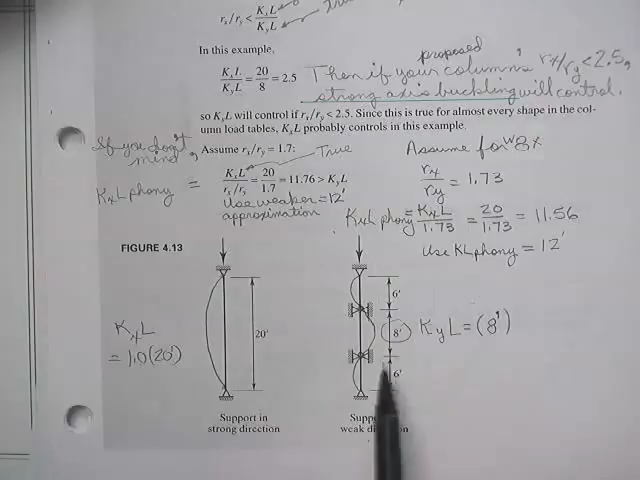 rx/ry < KxL
KyL
In this example,
proposed
KxL / KyL = 20 / 8 = 2.5
Then if your column's rx/ry < 2.5,
strong axis buckling will control.
so KxL will control if rx/ry < 2.5. Since this is true for almost every shape in the col-
umn load tables, KxL probably controls in this example.
If you don't
mind,
Assume rx/ry = 1.7:
True
Assume for W8x
KxL phony = KxL / rx/ry = 20 / 1.7 = 11.76 > KyL
rx / ry = 1.73
Use weaker = 12'
approximation
KxL phony = KxL / 1.73 = 20 / 1.73 = 11.56
Use KL phony = 12'
FIGURE 4.13
6'
KxL
= 1.0(20')
20'
8'
KyL = (8')
6'
Support in
strong direction
weak